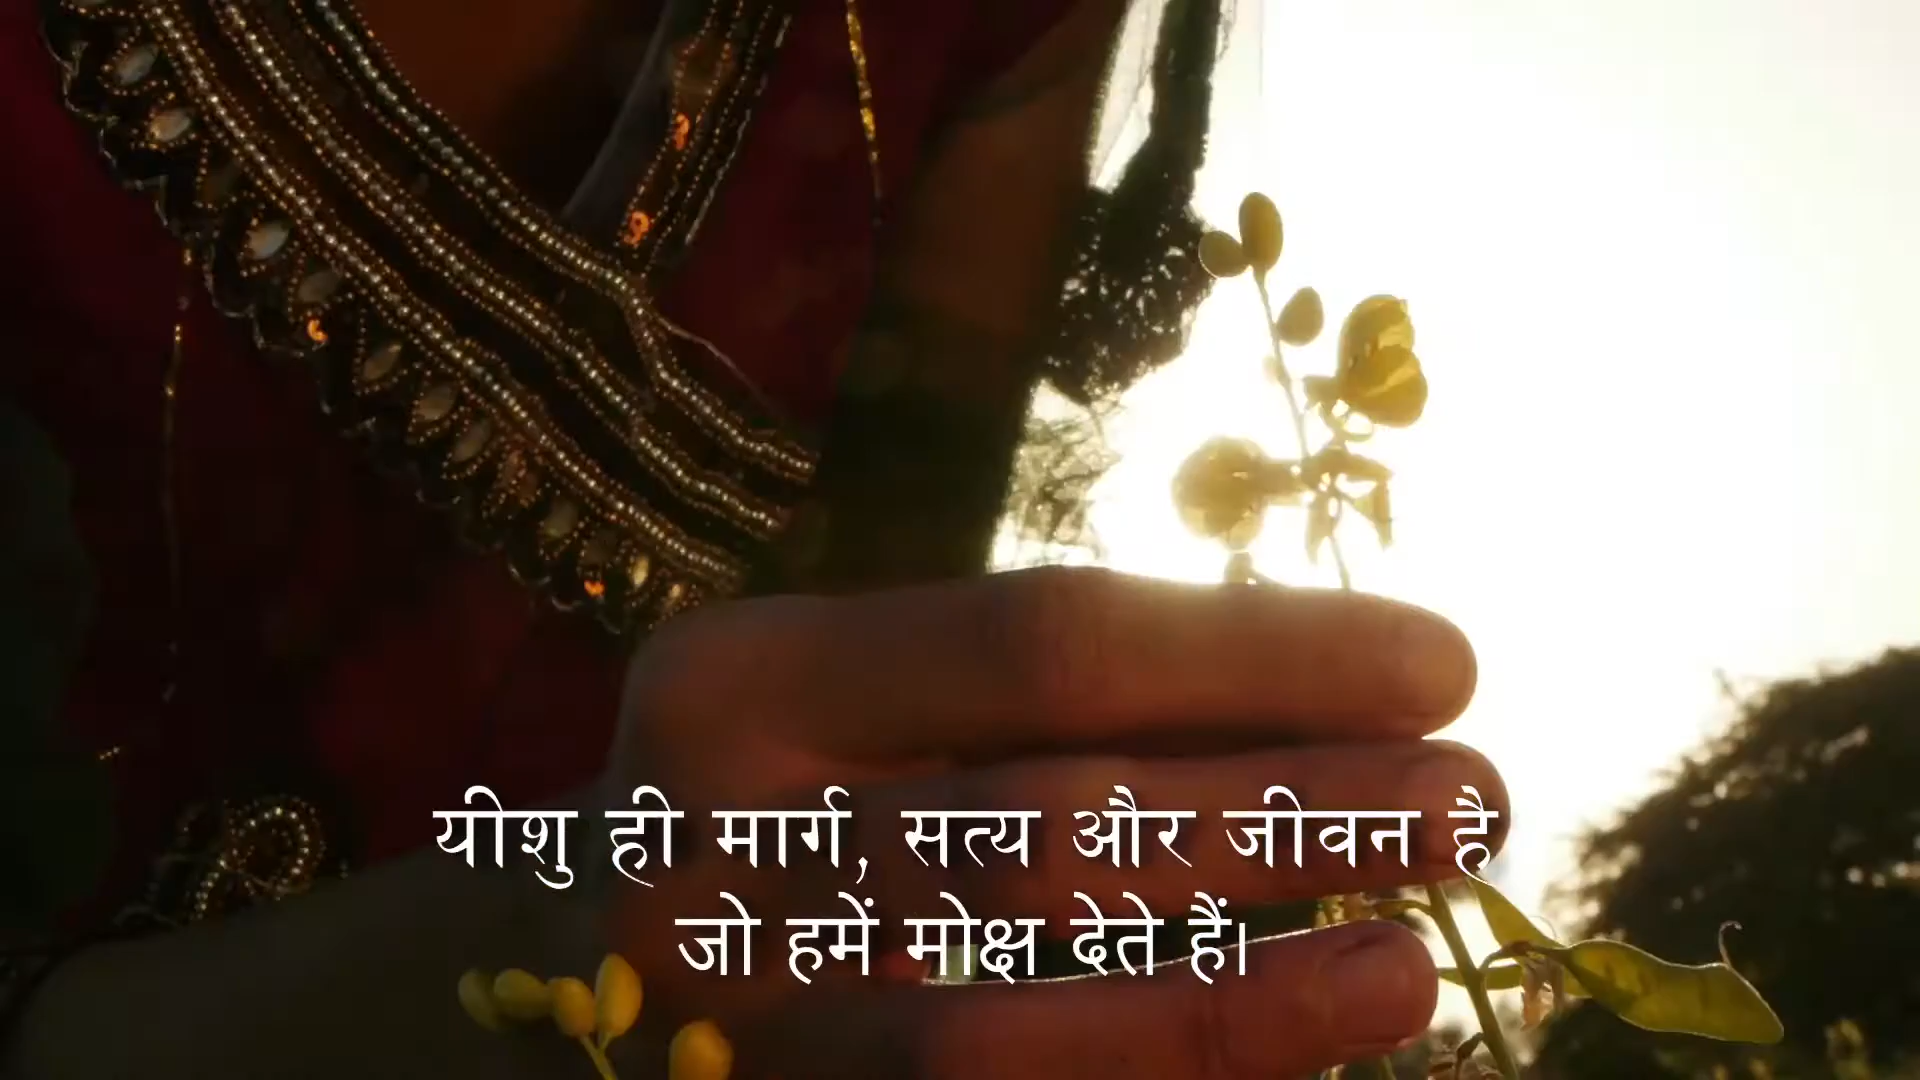 यीशु ही मार्ग, सत्य और जीवन है
जो हमें मोक्ष देते हैं।